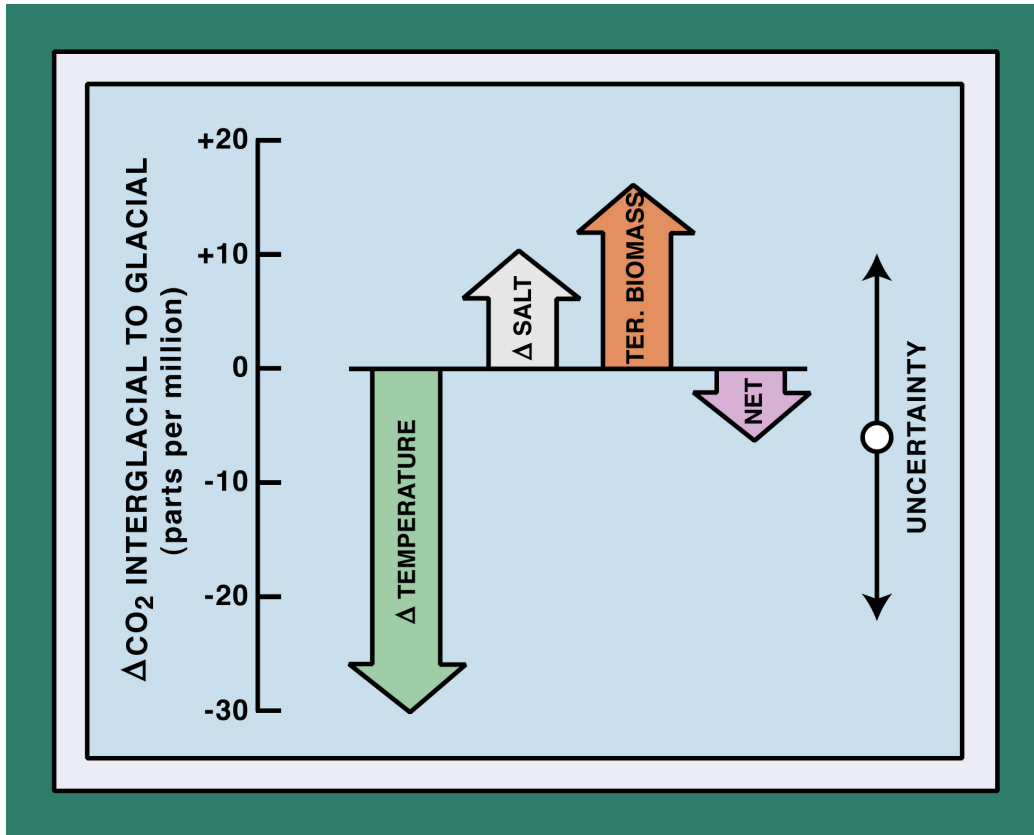 ΔCO₂ INTERGLACIAL TO GLACIAL
(parts per million)
+20
+10
0
-10
-20
-30
Δ TEMPERATURE
Δ SALT
TER. BIOMASS
NET
UNCERTAINTY